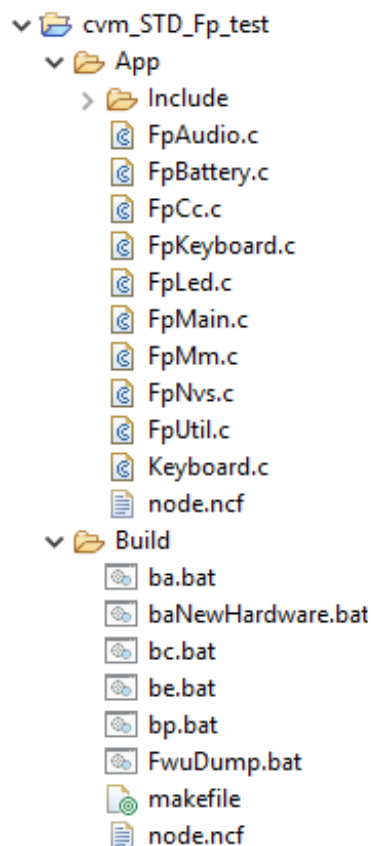 cvm_STD_Fp_test
App
Include
FpAudio.c
FpBattery.c
FpCc.c
FpKeyboard.c
FpLed.c
FpMain.c
FpMm.c
FpNvs.c
FpUtil.c
Keyboard.c
node.ncf
Build
ba.bat
baNewHardware.bat
bc.bat
be.bat
bp.bat
FwuDump.bat
makefile
node.ncf